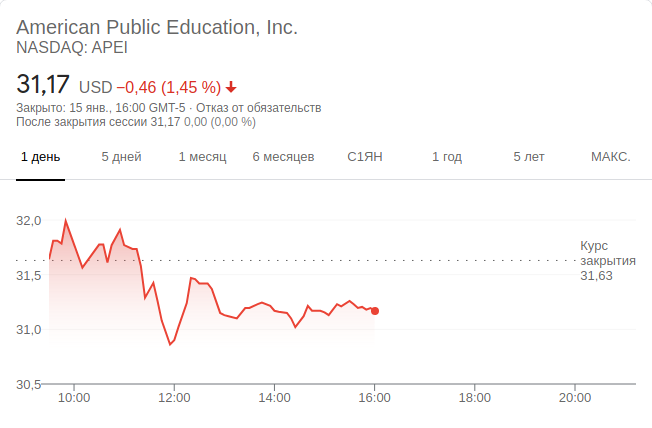 American Public Education, Inc.
NASDAQ: APEI
31,17 USD −0,46 (1,45 %)
Закрыто: 15 янв., 16:00 GMT-5 · Отказ от обязательств
После закрытия сессии 31,17 0,00 (0,00 %)
1 день 5 дней 1 месяц 6 месяцев С1ЯН 1 год 5 лет МАКС.
32,0
Курс
закрытия
31,63
31,5
31,0
30,5
10:00 12:00 14:00 16:00 18:00 20:00